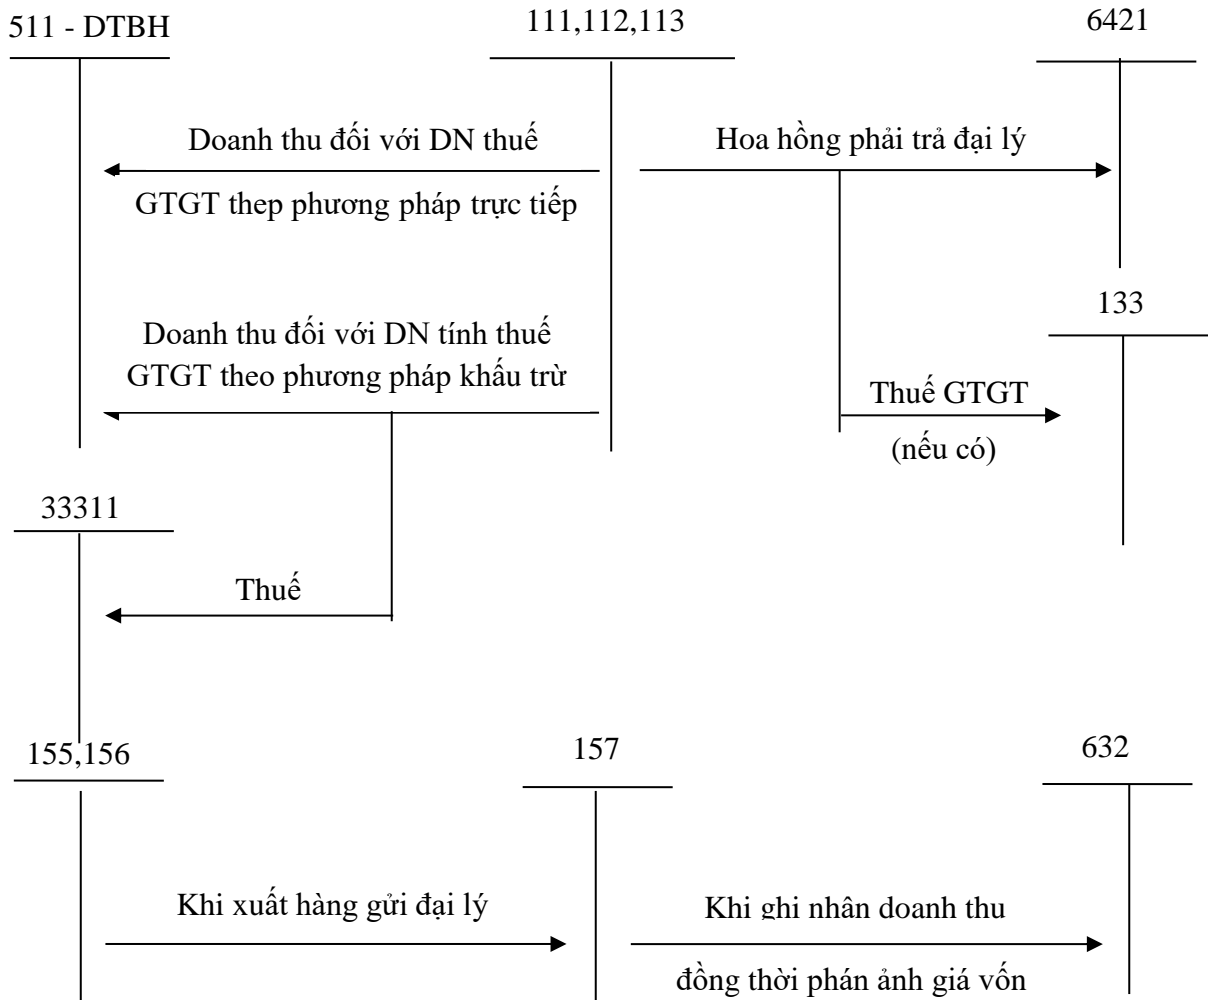 511 - DTBH
111,112,113
6421
Doanh thu đối với DN thuế
GTGT thep phương pháp trực tiếp
Hoa hồng phải trả đại lý
Doanh thu đối với DN tính thuế
GTGT theo phương pháp khấu trừ
133
Thuế GTGT
(nếu có)
33311
Thuế
155,156
157
632
Khi xuất hàng gửi đại lý
Khi ghi nhân doanh thu
đồng thời phán ảnh giá vốn